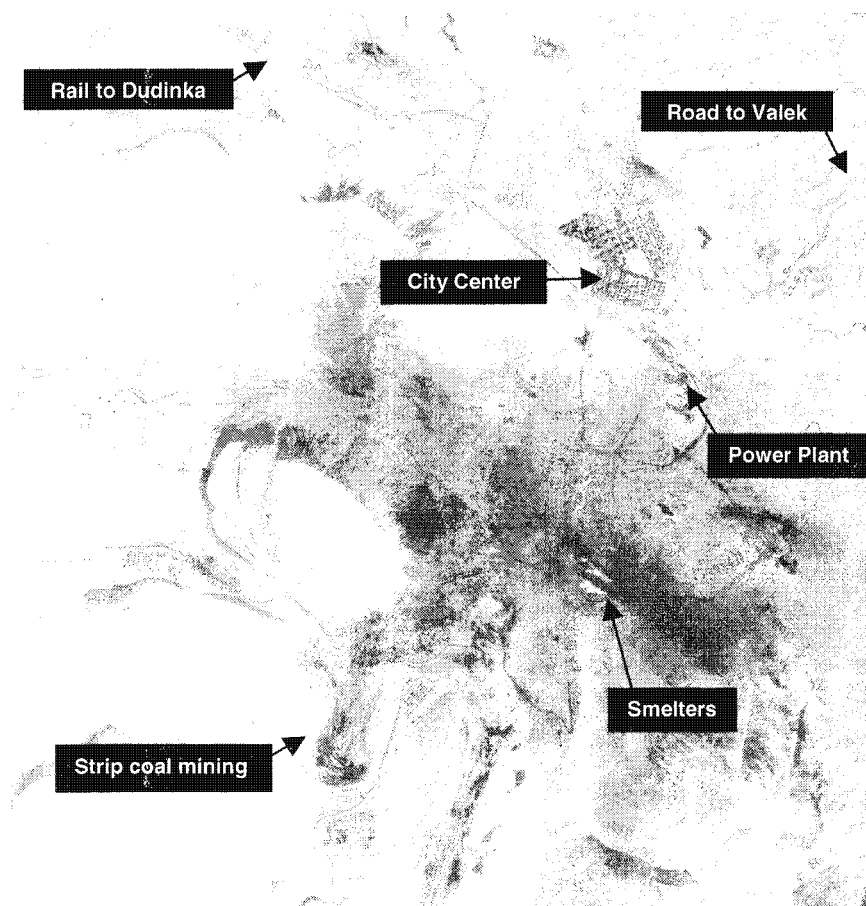 Rail to Dudinka
Road to Valek
City Center
Power Plant
Smelters
Strip coal mining